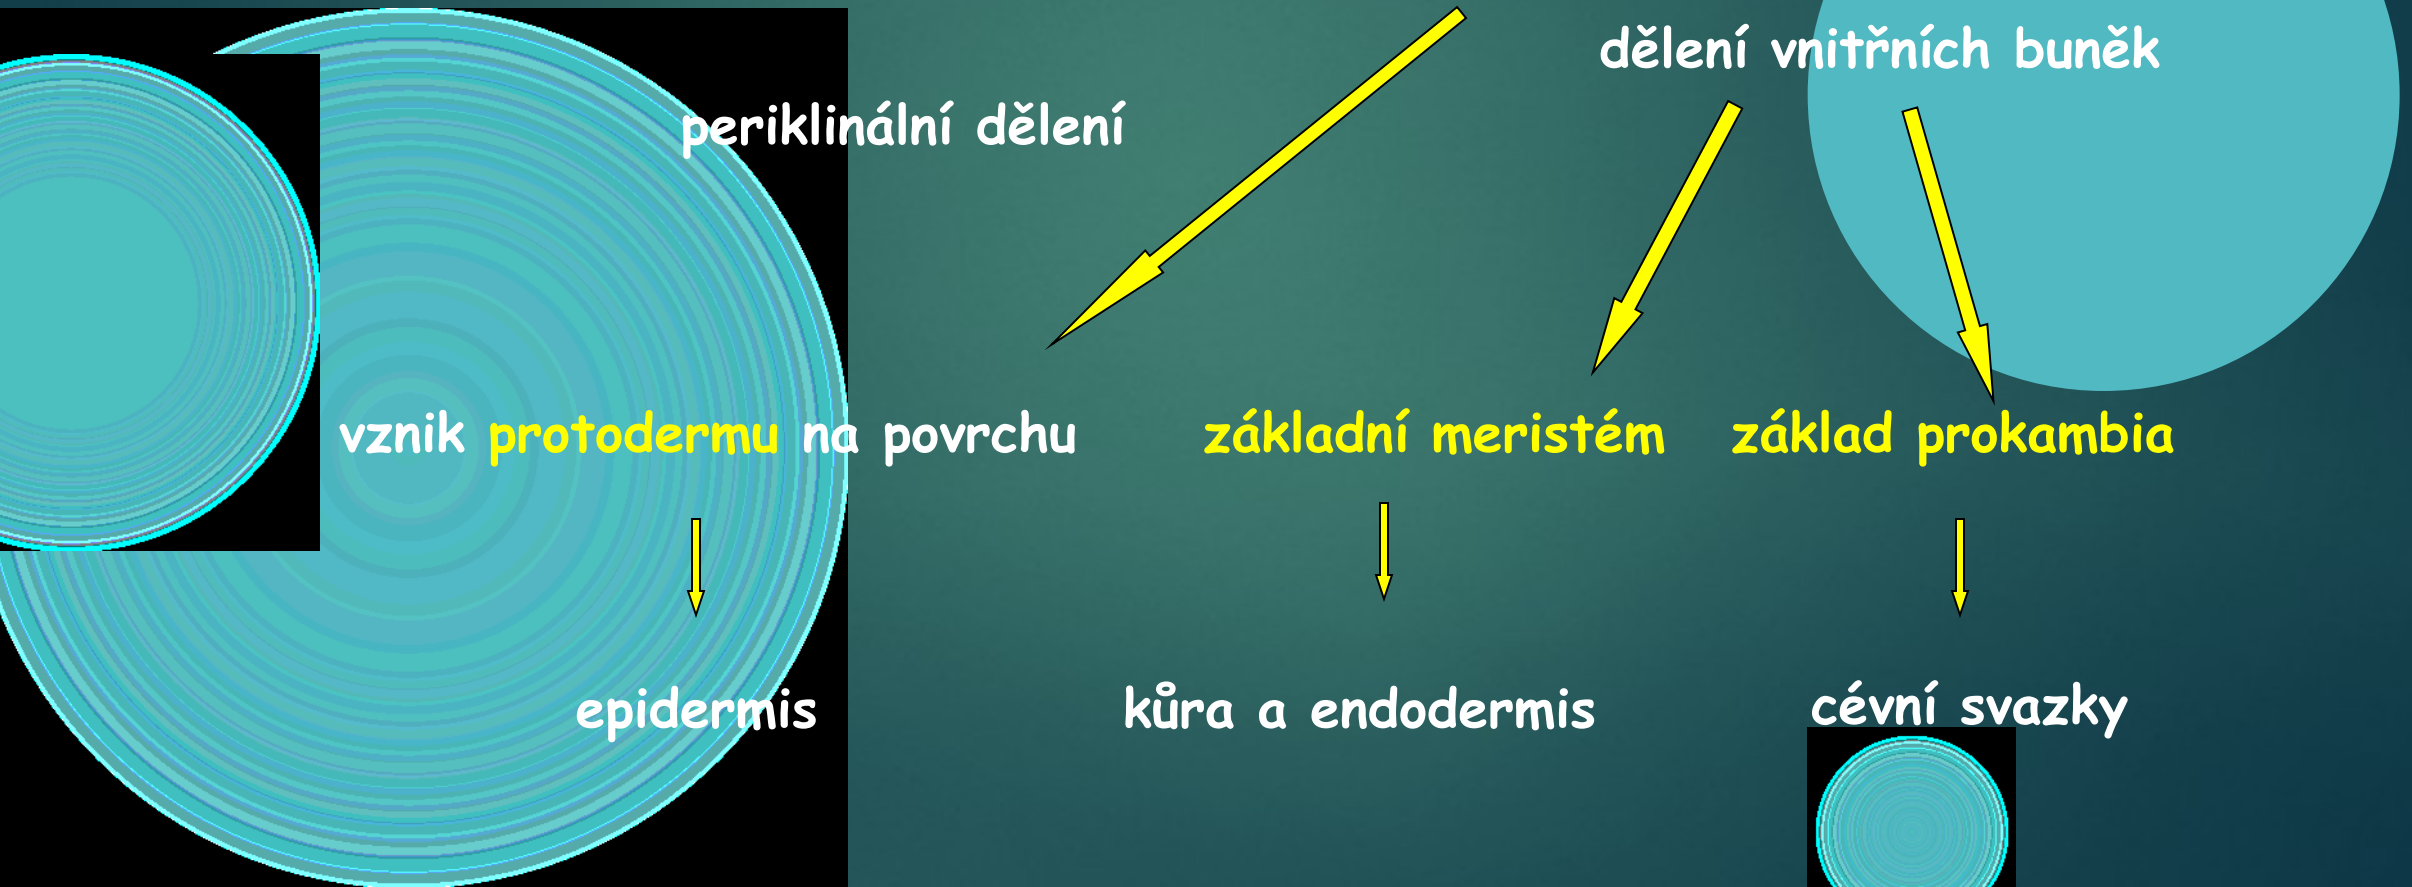 dělení vnitřních buněk
periklinální dělení
vznik protodermu na povrchu
základní meristém
základ prokambia
epidermis
kůra a endodermis
cévní svazky